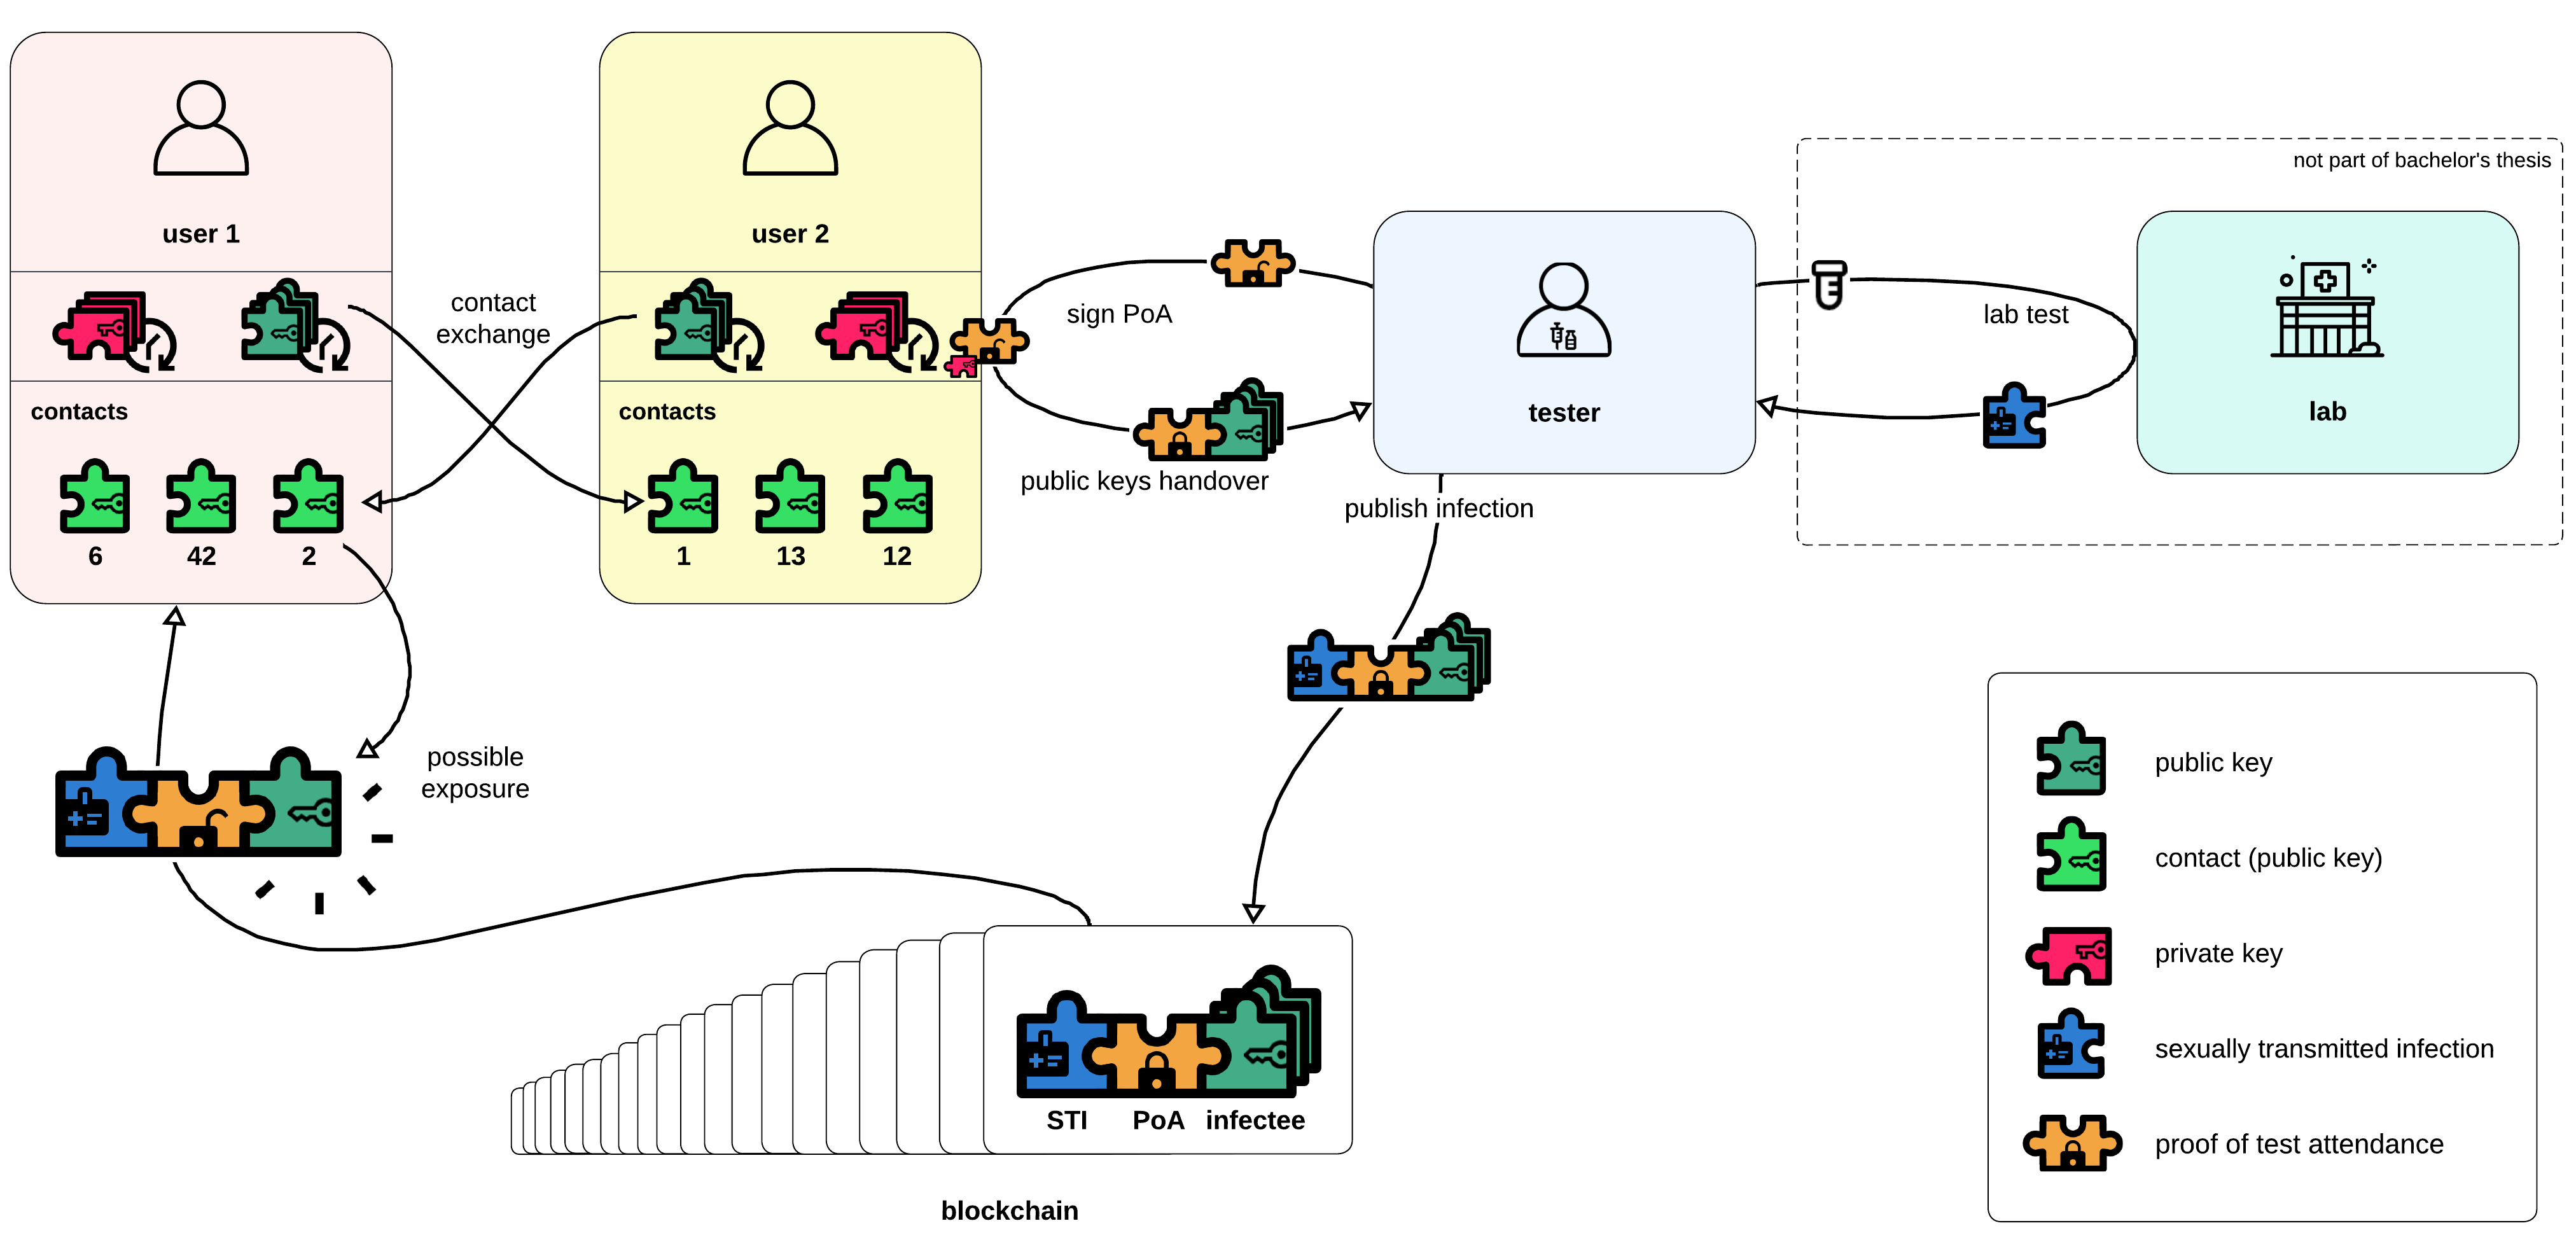 user 1
contacts
6
42
2
contact
exchange
user 2
contacts
1
13
12
sign PoA
public keys handover
tester
publish infection
not part of bachelor's thesis
lab test
lab
possible
exposure
STI
PoA
infectee
blockchain
public key
contact (public key)
private key
sexually transmitted infection
proof of test attendance